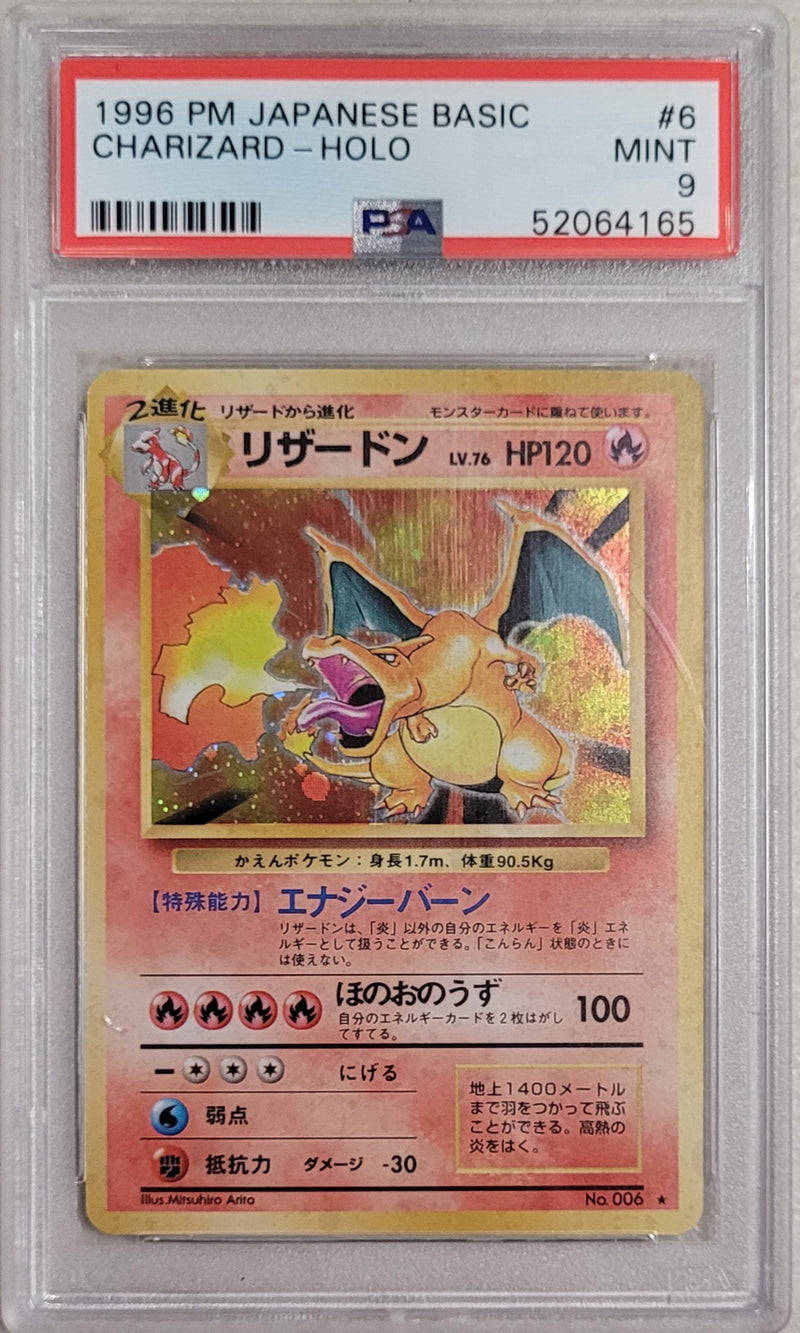 1996 PM JAPANESE BASIC #6
CHARIZARD – HOLO MINT
9
PSA 52064165
2進化 リザードから進化 モンスターカードに重ねて使います。
リザードン LV.76 HP120
かえんポケモン：身長1.7m、体重90.5Kg
【特殊能力】エナジーバーン
リザードンは、「炎」以外の自分のエネルギーを「炎」エネ
ルギーとして扱うことができる。「こんらん」状態のときに
は使えない。
ほのおのうず 100
自分のエネルギーカードを2枚はがし
てすてる。
ー にげる
弱点
抵抗力 ダメージ -30
地上1400メートル
まで羽をつかって飛ぶ
ことができる。高熱の
炎をはく。
Illus.Mitsuhiro Arita No. 006 ★